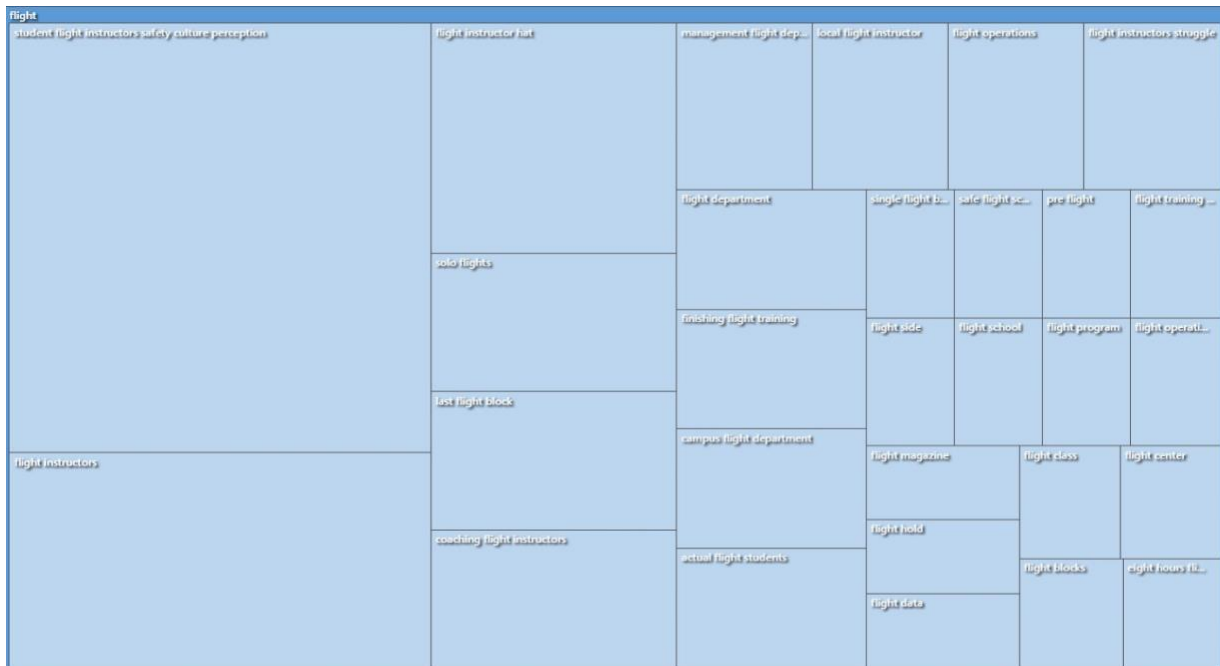 flight
student flight instructors safety culture perception
flight instructors
flight instructor hat
solo flights
last flight block
coaching flight instructors
management flight dep...
local flight instructor
flight operations
flight instructors struggle
flight department
finishing flight training
campus flight department
actual flight students
single flight b...
safe flight sc...
pre flight
flight training ...
flight side
flight school
flight program
flight operati...
flight magazine
flight hold
flight data
flight class
flight center
flight blocks
eight hours fli...